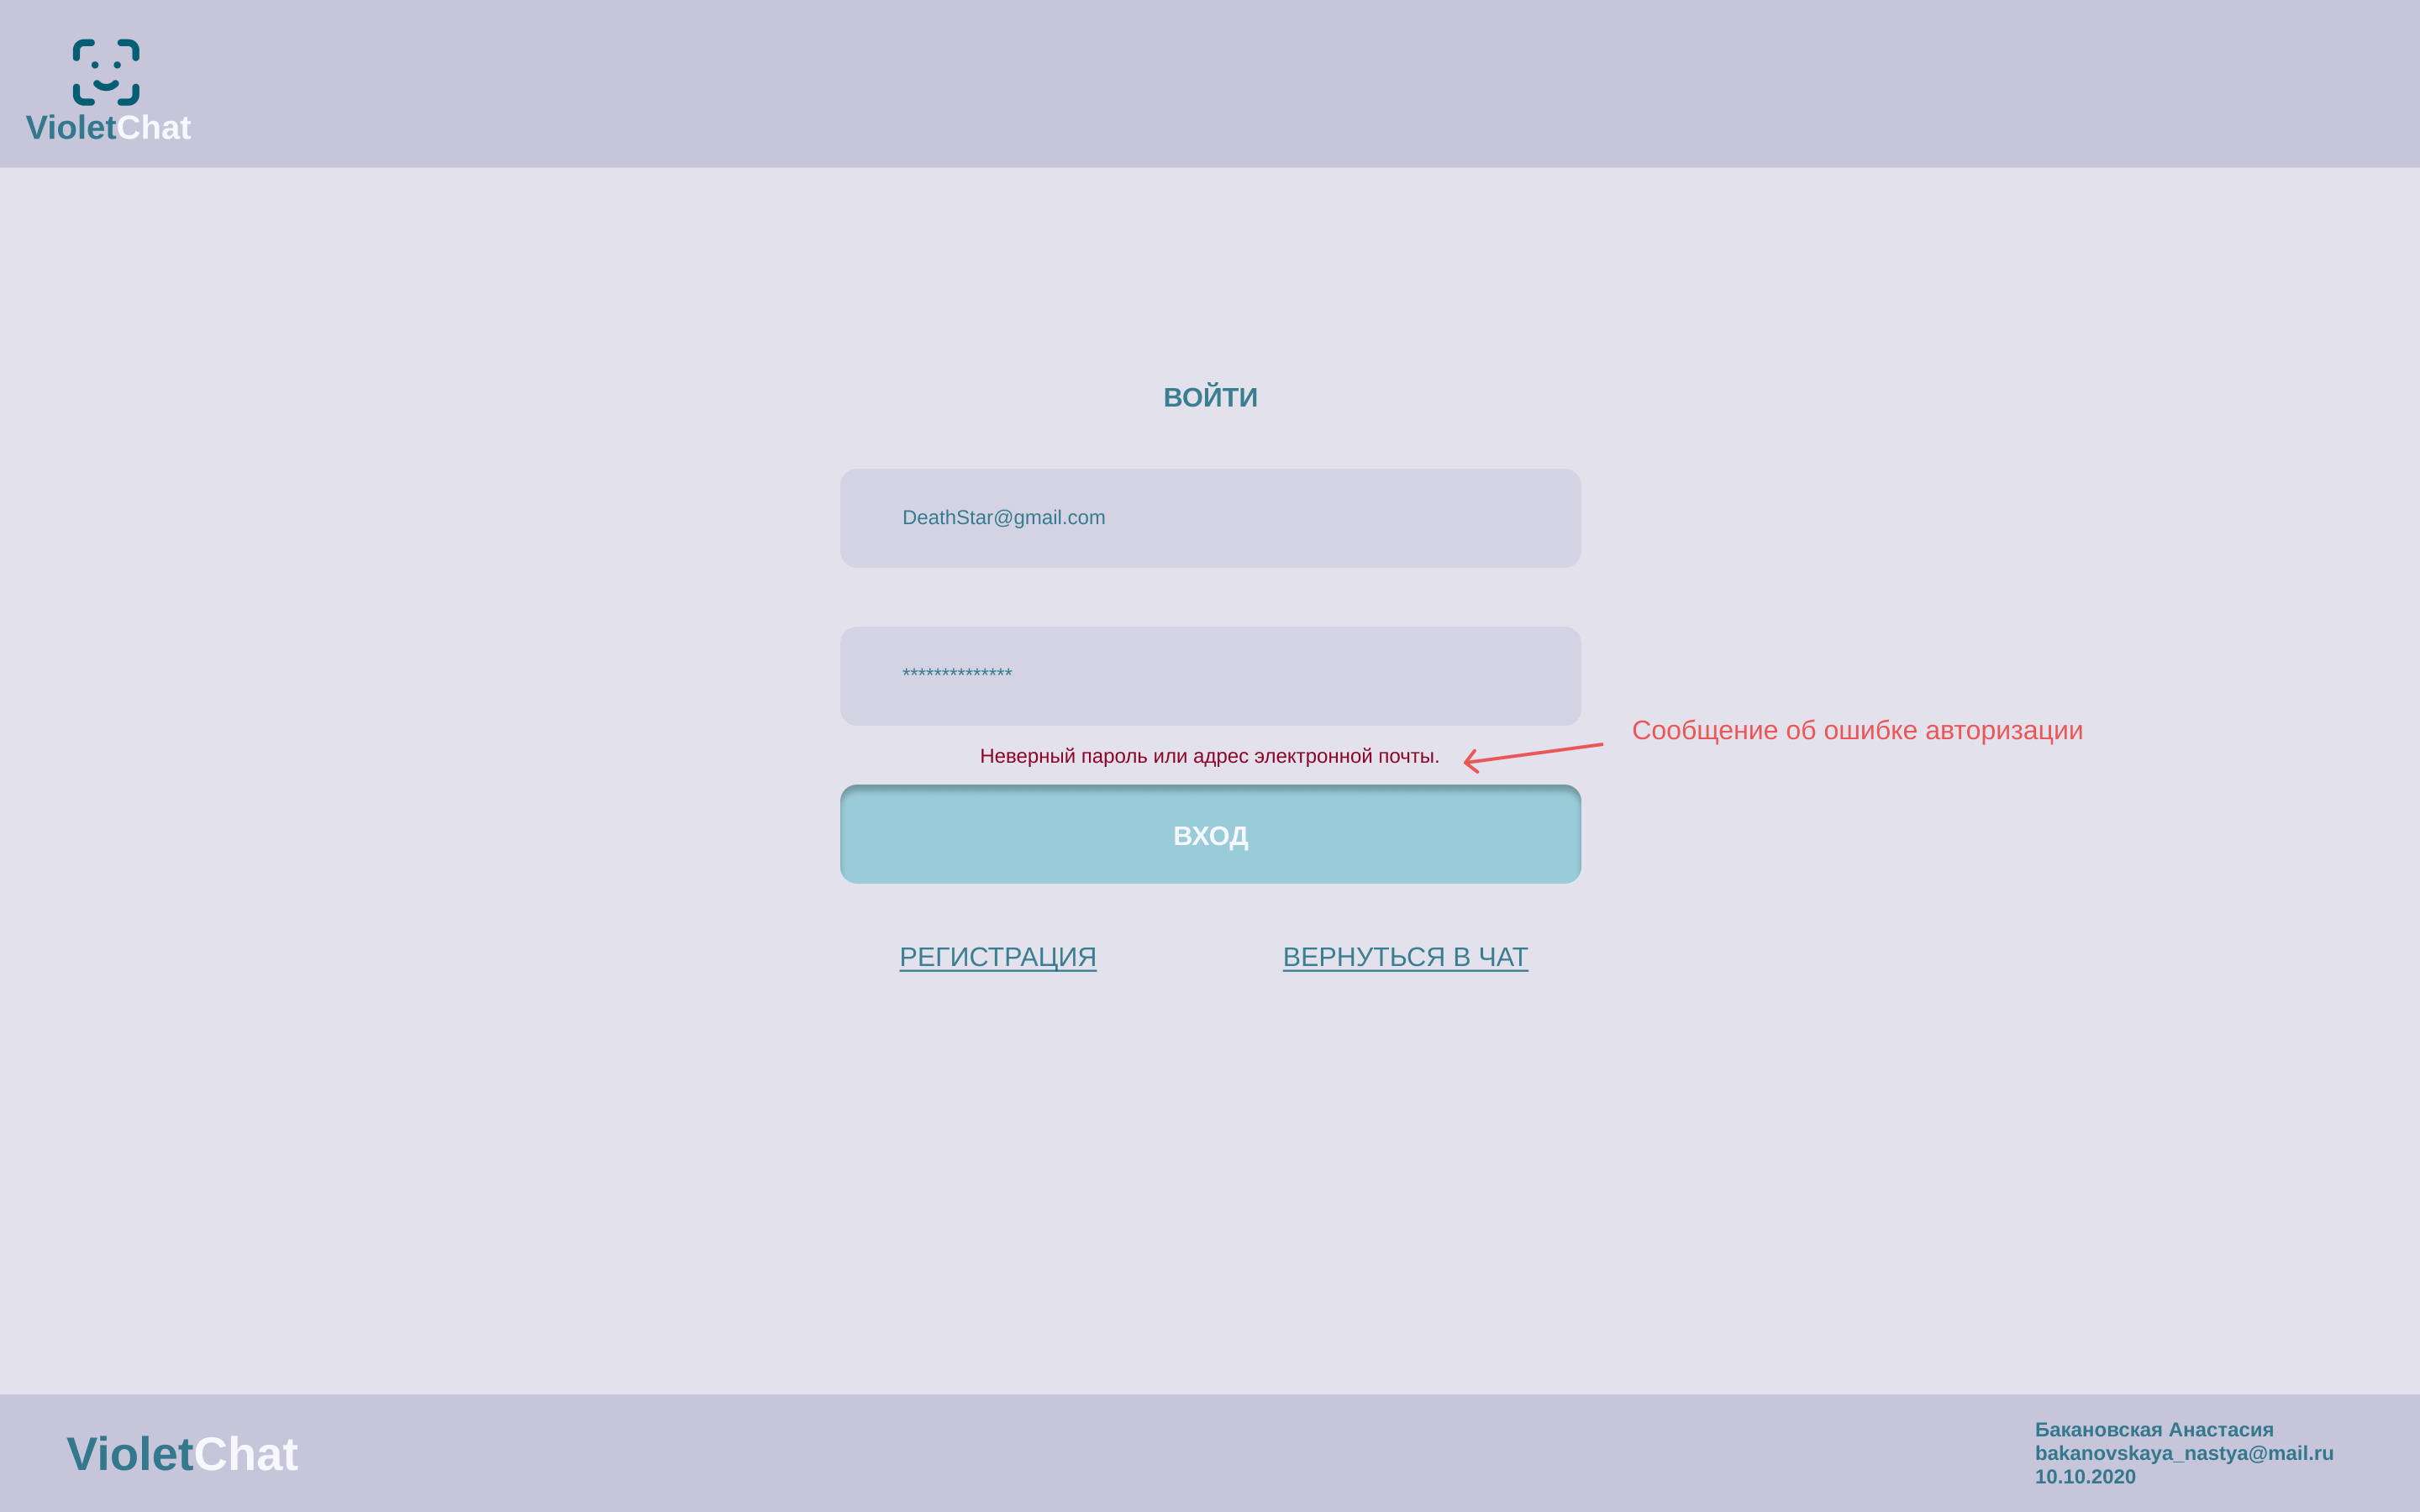 VioletChat
ВОЙТИ
DeathStar@gmail.com
**************
Сообщение об ошибке авторизации
Неверный пароль или адрес электронной почты.
ВХОД
РЕГИСТРАЦИЯ
ВЕРНУТЬСЯ В ЧАТ
VioletChat
Бакановская Анастасия
bakanovskaya_nastya@mail.ru
10.10.2020